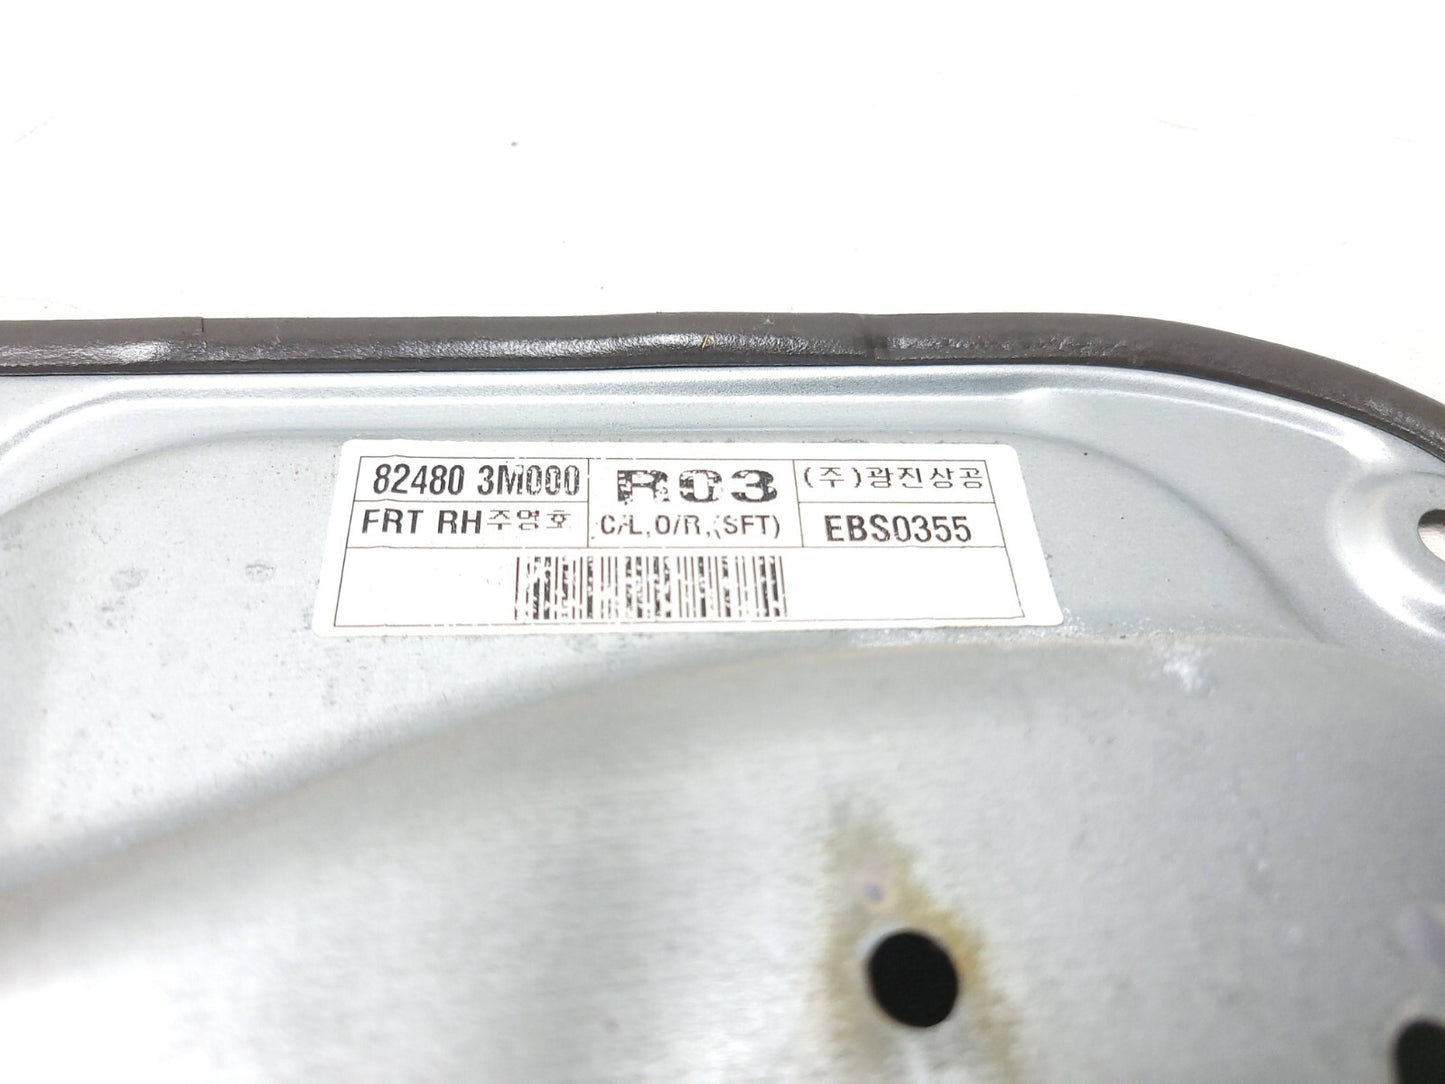 82480 3M000 R03 (주)광진상공
FRT RH주영호 C/L,O/R,(SFT) EBS0355